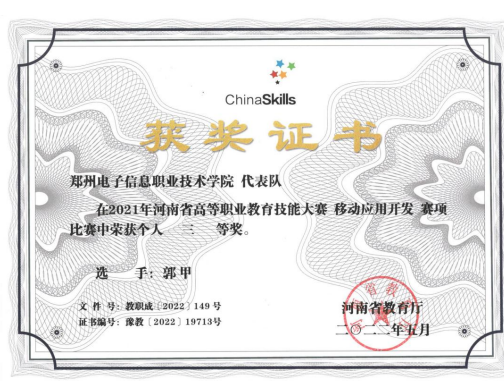 ChinaSkills
获奖证书
郑州电子信息职业技术学院 代表队
在2021年河南省高等职业教育技能大赛 移动应用开发 赛项
比赛中荣获个人 三 等奖。
选 手：郭甲
文 件 号：教职成〔2022〕149号
证书编号：豫教〔2022〕19713号
河南省教育厅
二〇二二年五月